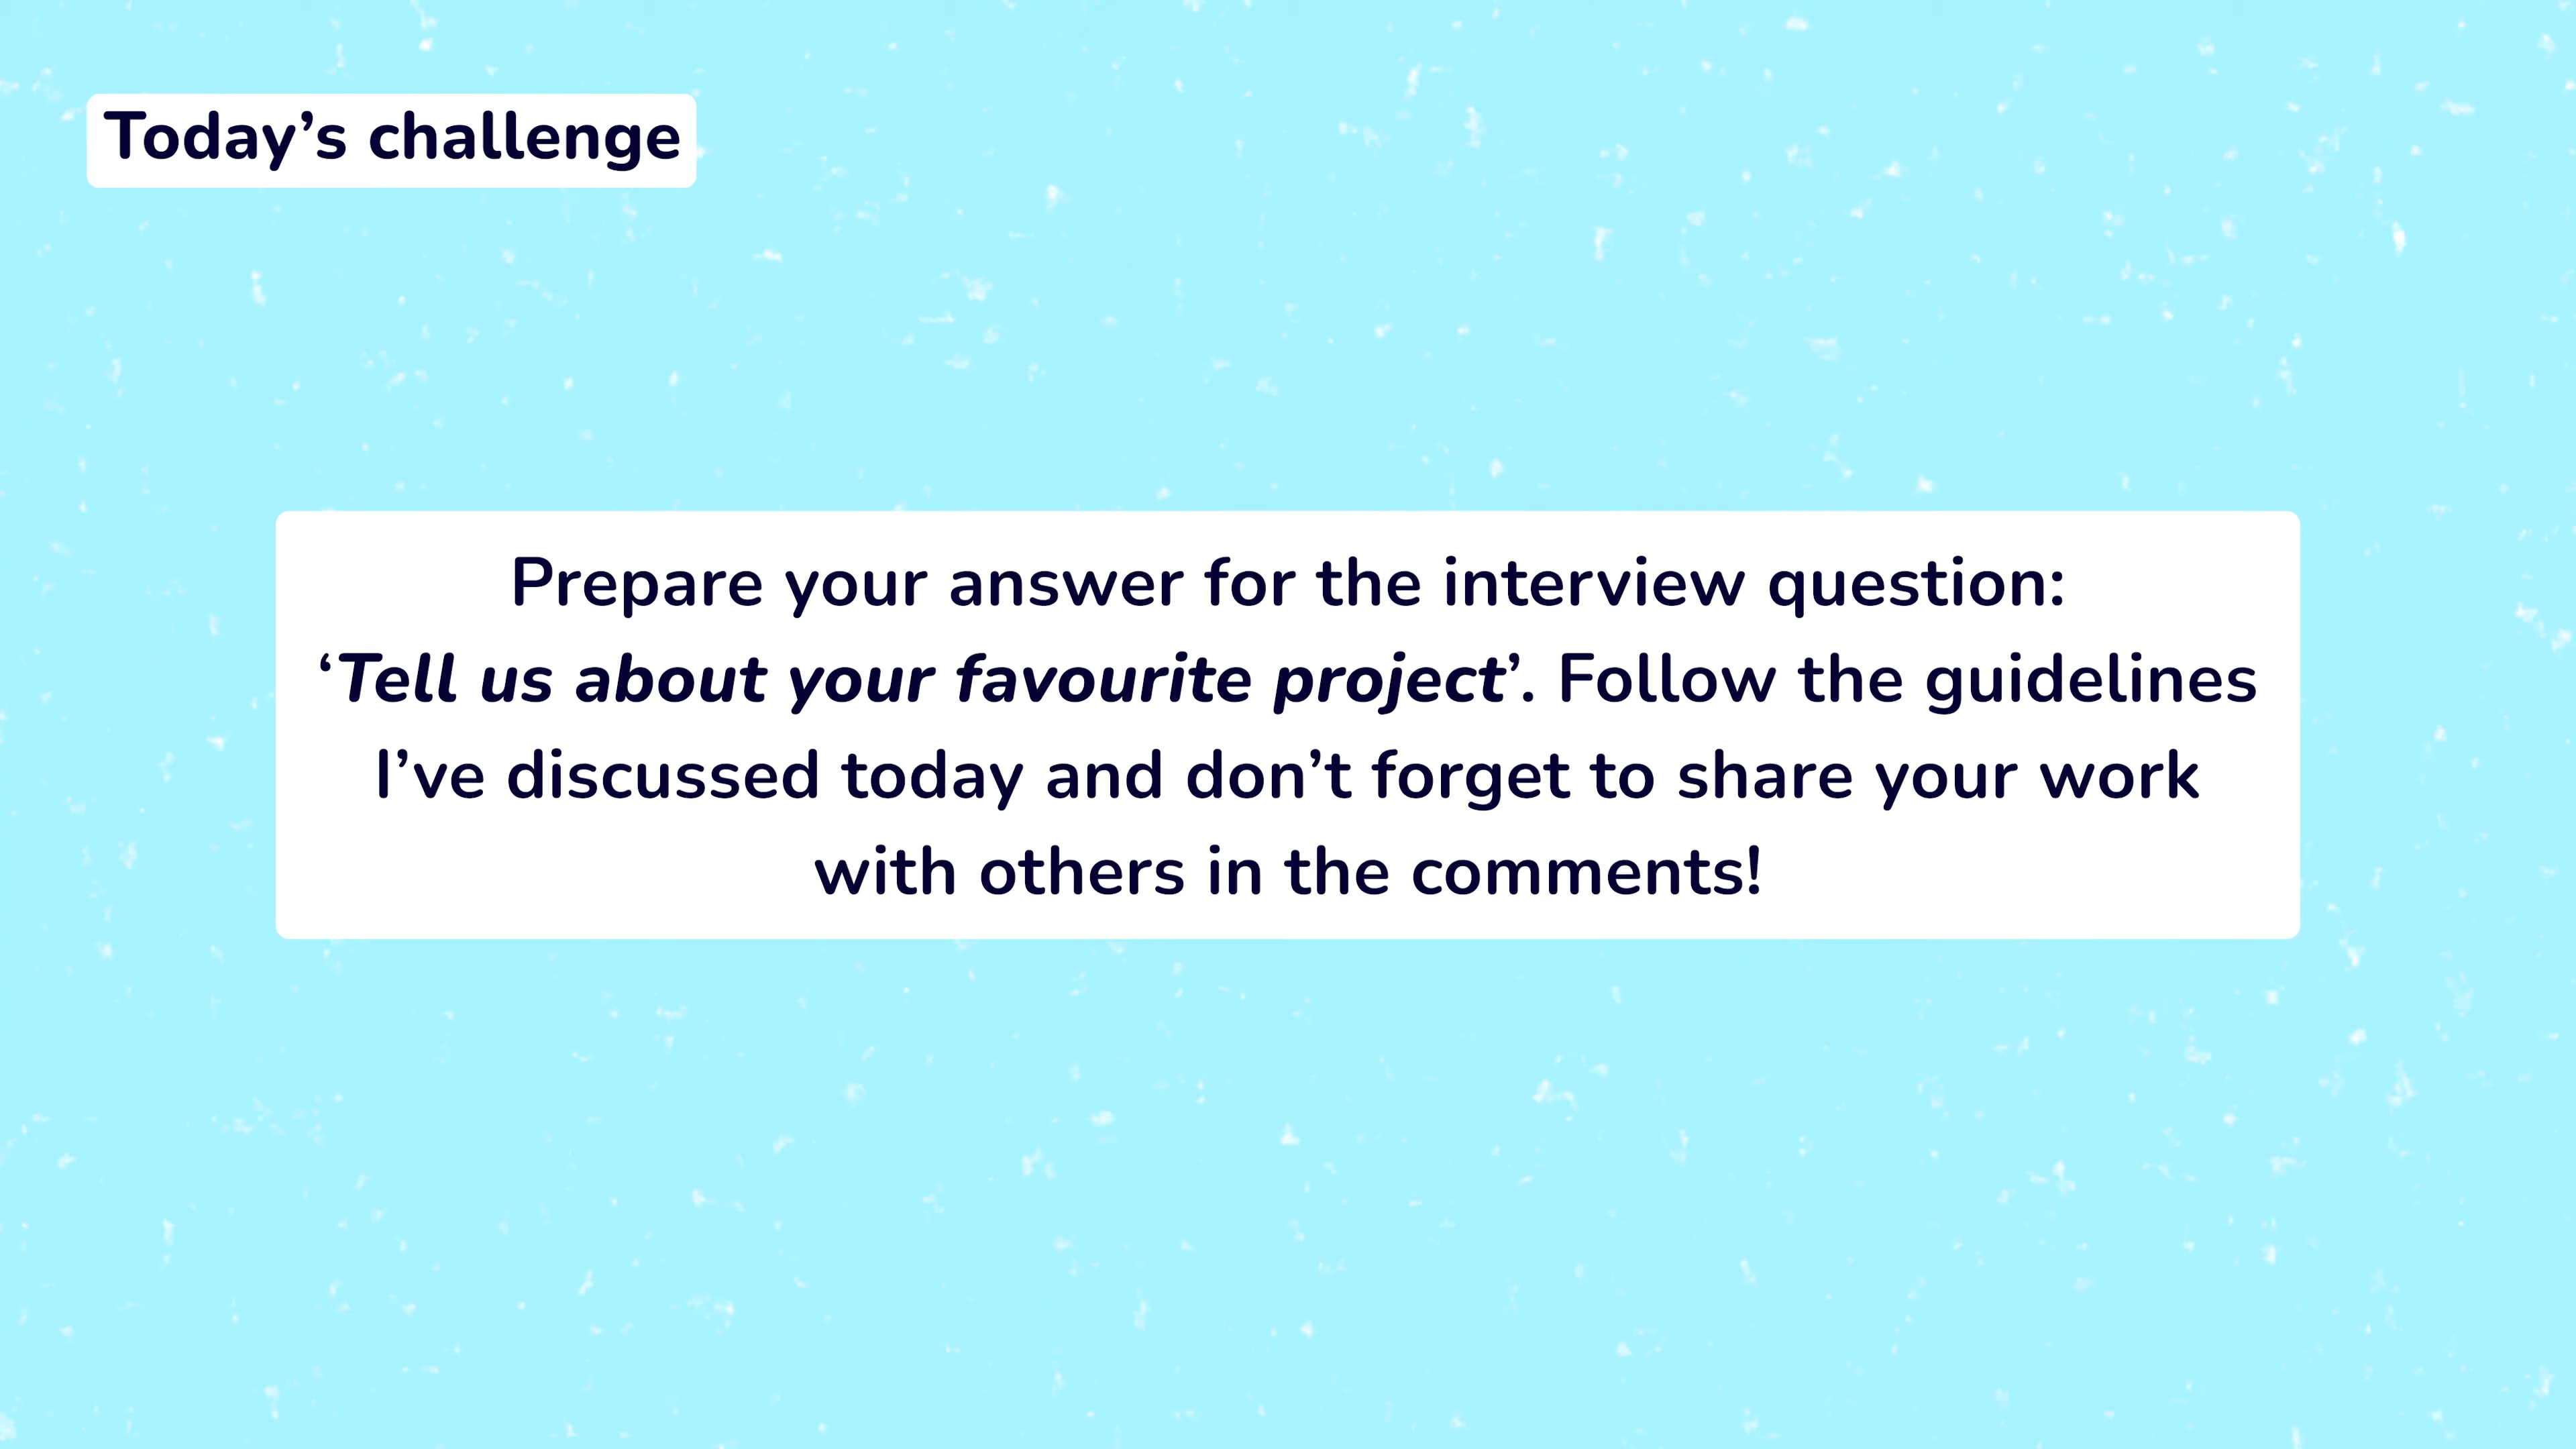 Today’s challenge
Prepare your answer for the interview question:
‘Tell us about your favourite project’. Follow the guidelines
I’ve discussed today and don’t forget to share your work
with others in the comments!